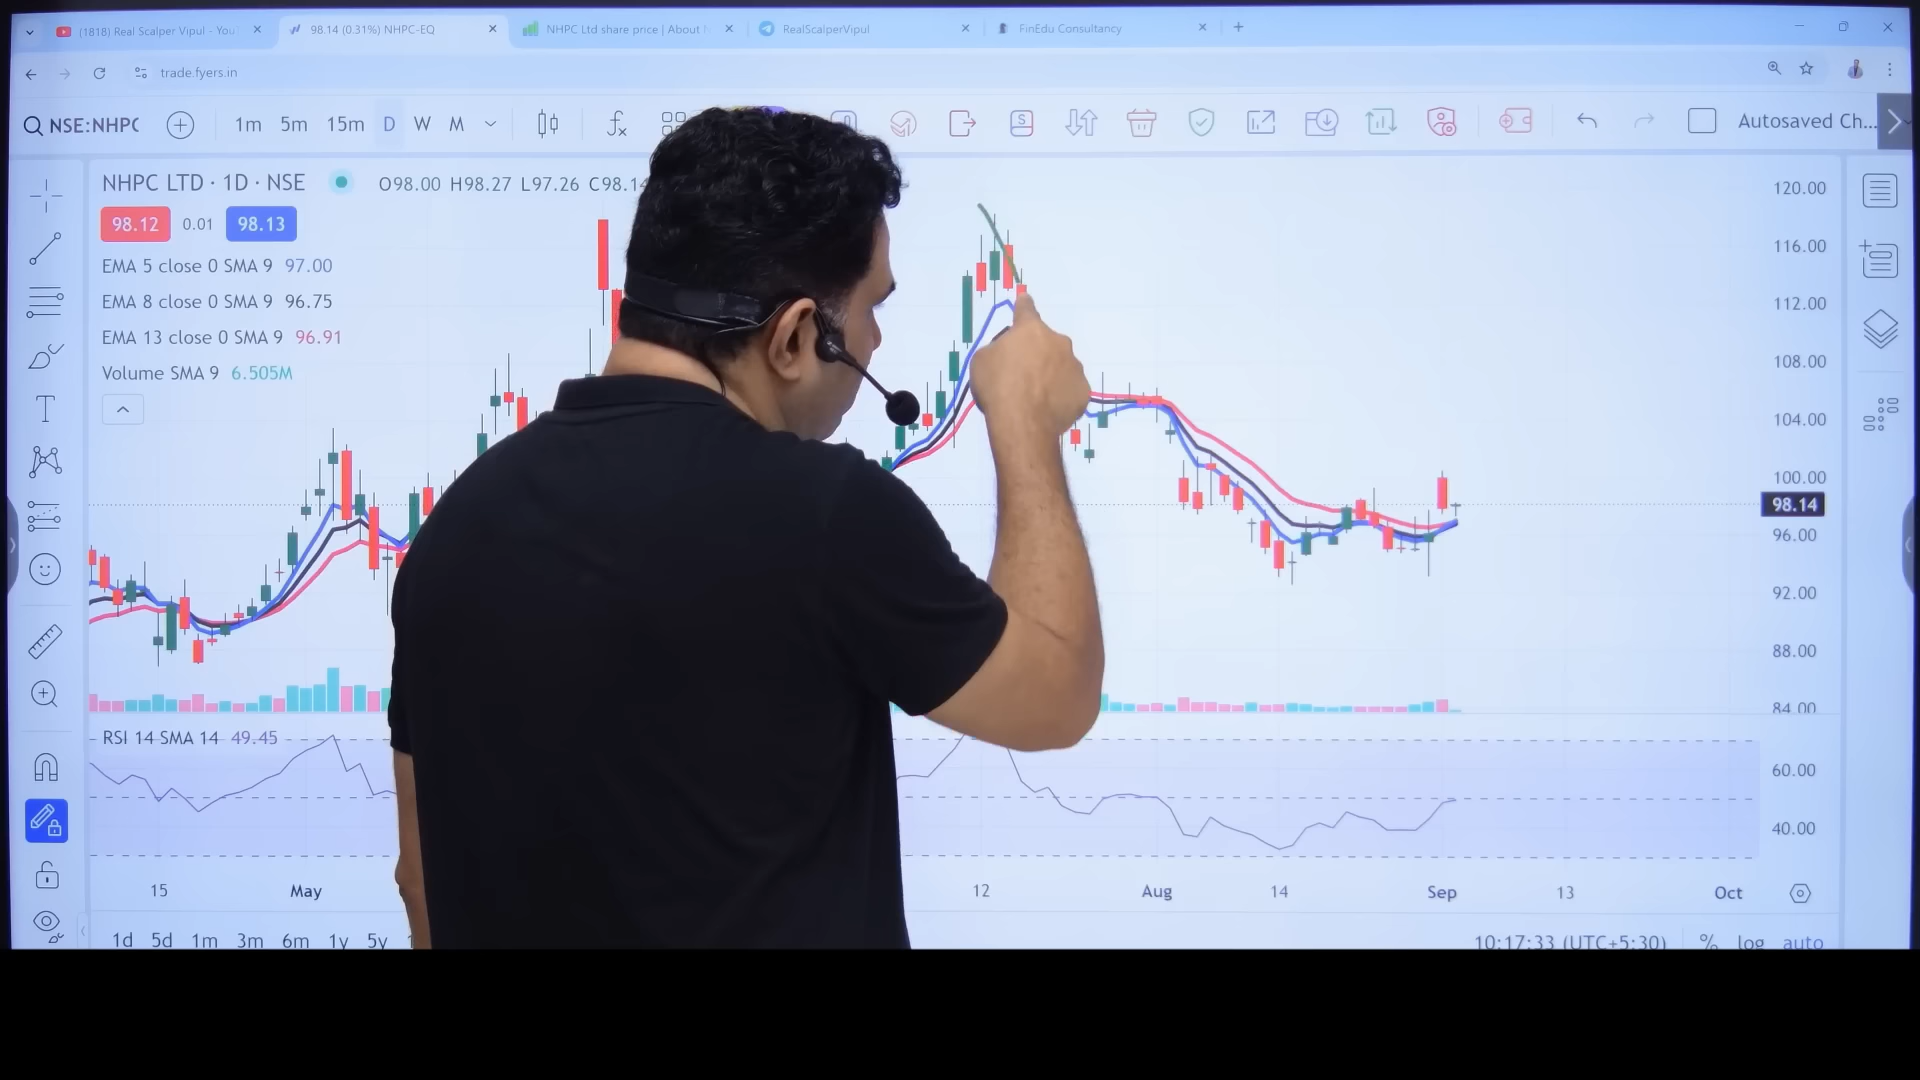 (1818) Real Scalper Vipul - You
98.14 (0.31%) NHPC-EQ
NHPC Ltd share price | About
RealScalperVipul
FinEdu Consultancy
trade.fyers.in
NSE:NHPC
1m 5m 15m D W M
S
Autosaved Ch...
NHPC LTD · 1D · NSE
O98.00 H98.27 L97.26 C98.14
98.12 0.01 98.13
EMA 5 close 0 SMA 9 97.00
EMA 8 close 0 SMA 9 96.75
EMA 13 close 0 SMA 9 96.91
Volume SMA 9 6.505M
120.00
116.00
112.00
108.00
104.00
100.00
98.14
96.00
92.00
88.00
84.00
RSI 14 SMA 14 49.45
60.00
40.00
15 May 12 Aug 14 Sep 13 Oct
1d 5d 1m 3m 6m 1y 5y
10:17:33 (UTC+5:30) % log auto